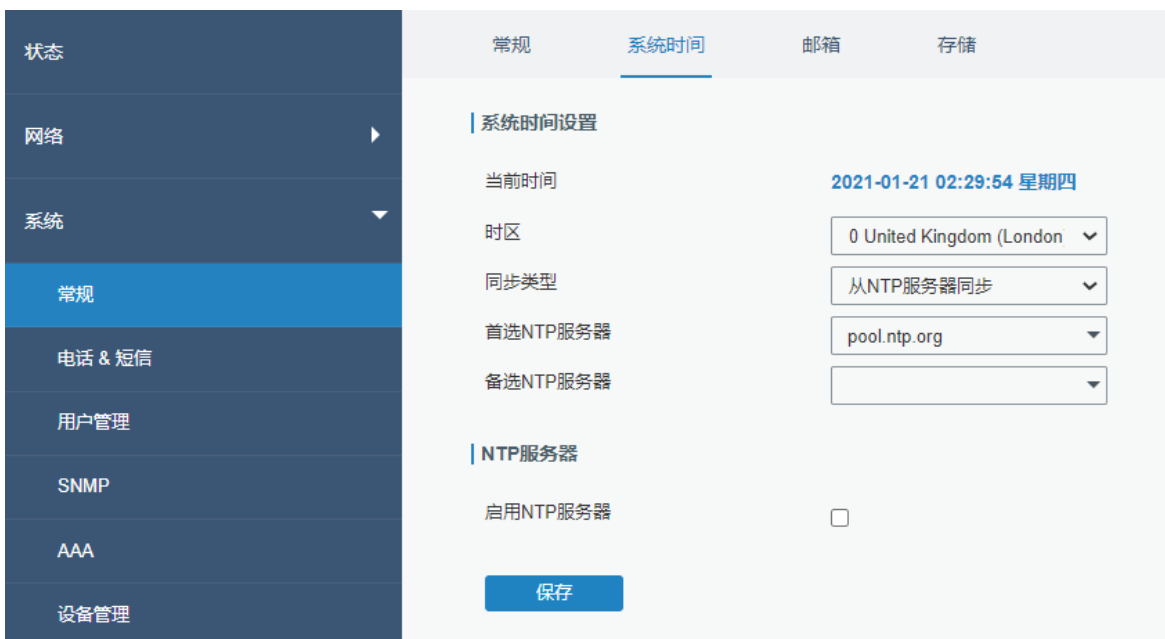 状态
网络
系统
常规
电话 & 短信
用户管理
SNMP
AAA
设备管理
常规 系统时间 邮箱 存储
系统时间设置
当前时间 2021-01-21 02:29:54 星期四
时区 0 United Kingdom (London)
同步类型 从NTP服务器同步
首选NTP服务器 pool.ntp.org
备选NTP服务器
NTP服务器
启用NTP服务器
保存